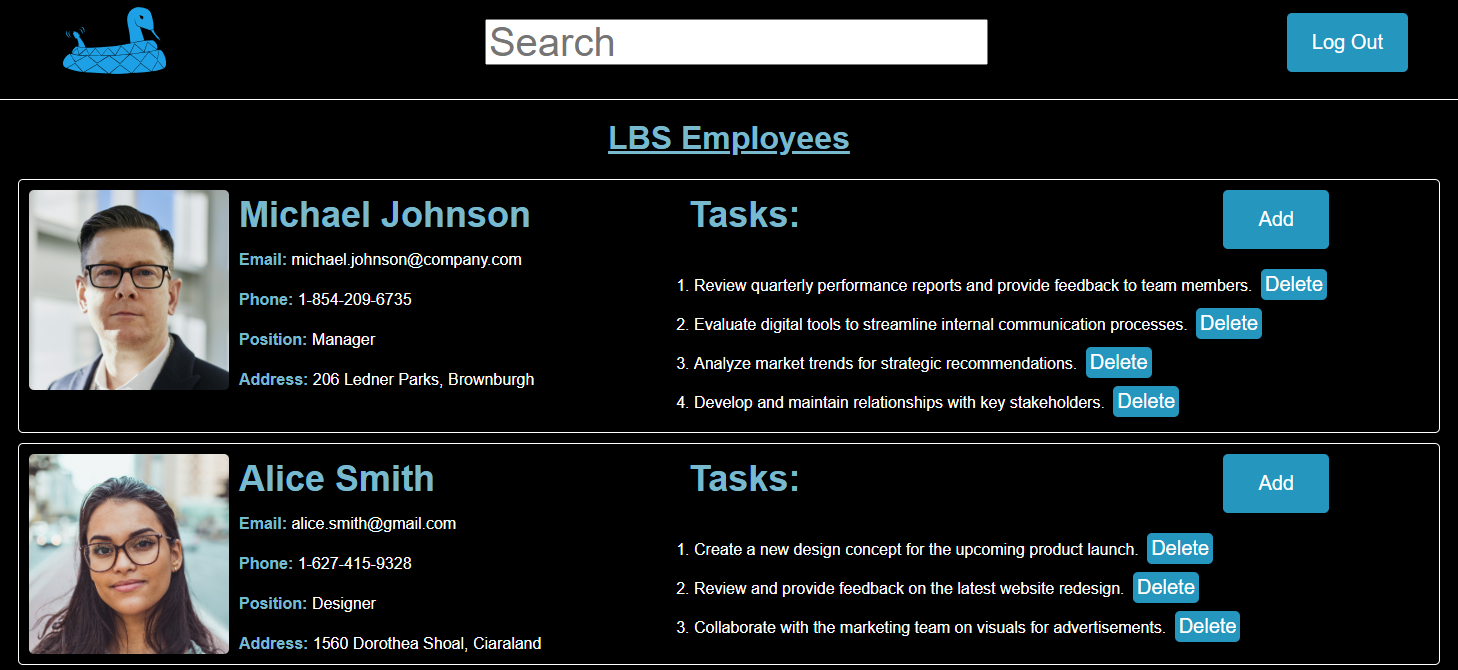 Search
Log Out
LBS Employees
Michael Johnson
Email: michael.johnson@company.com
Phone: 1-854-209-6735
Position: Manager
Address: 206 Ledner Parks, Brownburgh
Tasks:
Add
1. Review quarterly performance reports and provide feedback to team members. Delete
2. Evaluate digital tools to streamline internal communication processes. Delete
3. Analyze market trends for strategic recommendations. Delete
4. Develop and maintain relationships with key stakeholders. Delete
Alice Smith
Email: alice.smith@gmail.com
Phone: 1-627-415-9328
Position: Designer
Address: 1560 Dorothea Shoal, Ciaraland
Tasks:
Add
1. Create a new design concept for the upcoming product launch. Delete
2. Review and provide feedback on the latest website redesign. Delete
3. Collaborate with the marketing team on visuals for advertisements. Delete